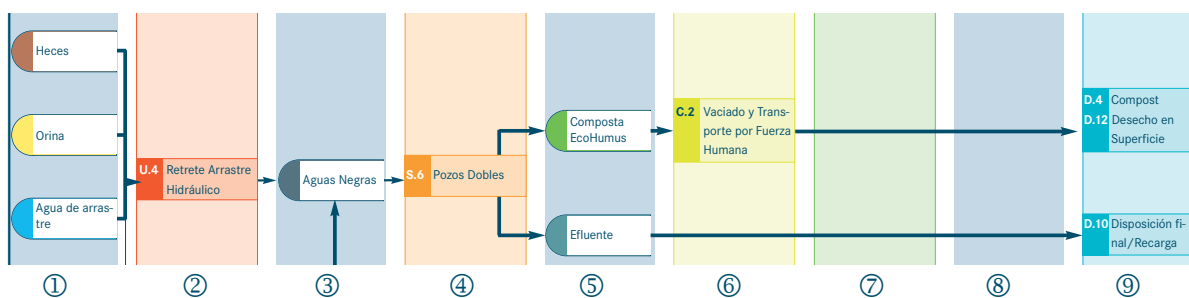 Heces
Orina
Agua de arras-
tre
U.4 Retrete Arrastre
Hidráulico
Aguas Negras
S.6 Pozos Dobles
Composta
EcoHumus
Efluente
C.2 Vaciado y Trans-
porte por Fuerza
Humana
D.4 Compost
D.12 Desecho en
Superficie
D.10 Disposición fi-
nal/Recarga
① ② ③ ④ ⑤ ⑥ ⑦ ⑧ ⑨